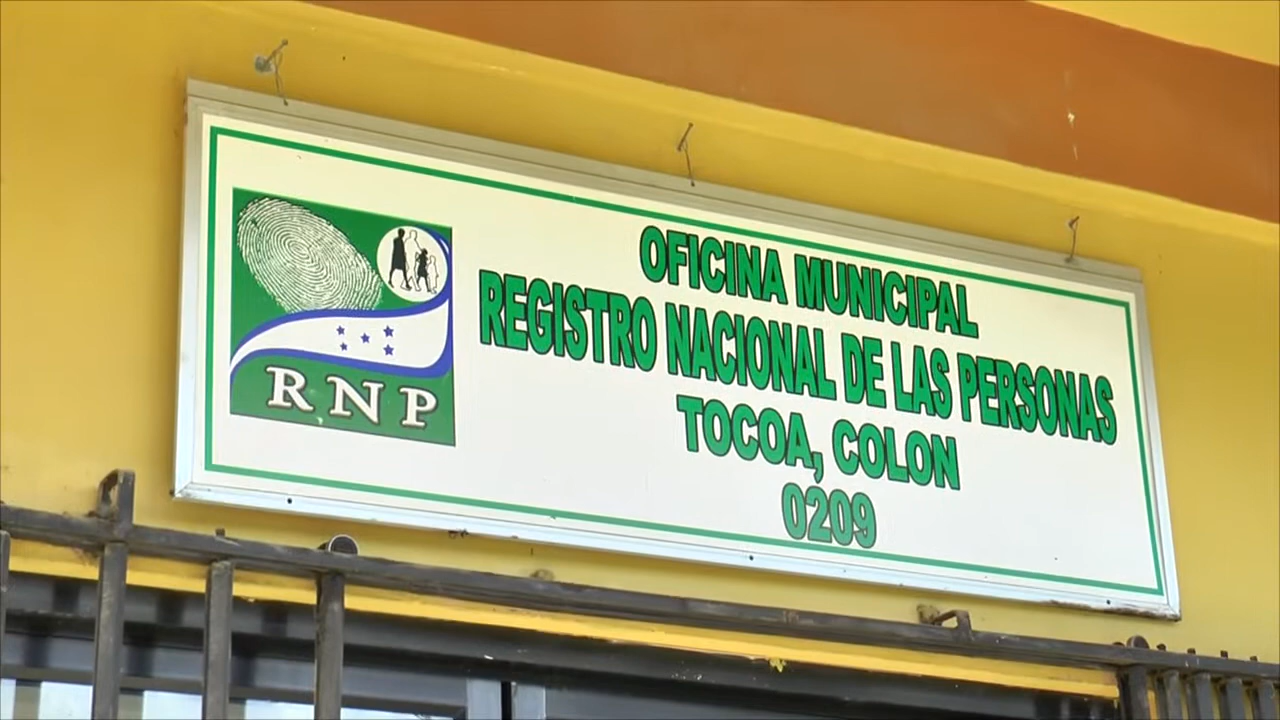 RNP
OFICINA MUNICIPAL
REGISTRO NACIONAL DE LAS PERSONAS
TOCOA, COLON
0209